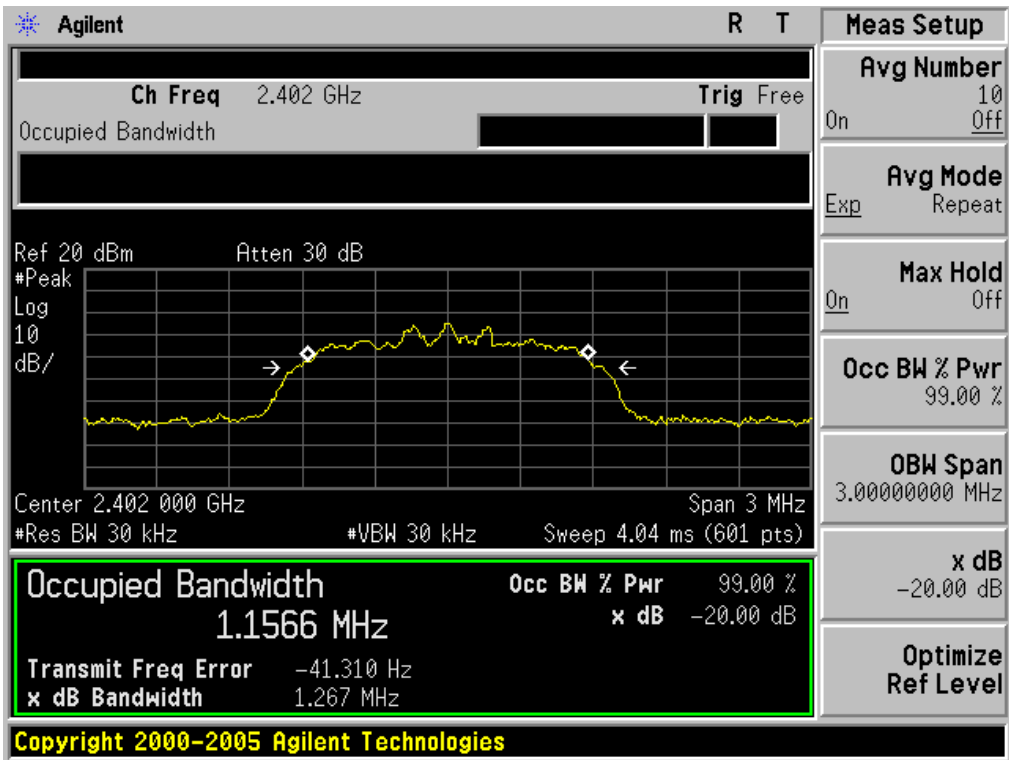 Agilent R T
Ch Freq 2.402 GHz Trig Free
Occupied Bandwidth
Ref 20 dBm Atten 30 dB
#Peak
Log
10
dB/
Center 2.402 000 GHz Span 3 MHz
#Res BW 30 kHz #VBW 30 kHz Sweep 4.04 ms (601 pts)
Occupied Bandwidth Occ BW % Pwr 99.00 %
1.1566 MHz x dB -20.00 dB
Transmit Freq Error -41.310 Hz
x dB Bandwidth 1.267 MHz
Copyright 2000-2005 Agilent Technologies
Meas Setup
Avg Number
10
On Off
Avg Mode
Exp Repeat
Max Hold
On Off
Occ BW % Pwr
99.00 %
OBW Span
3.00000000 MHz
x dB
-20.00 dB
Optimize
Ref Level